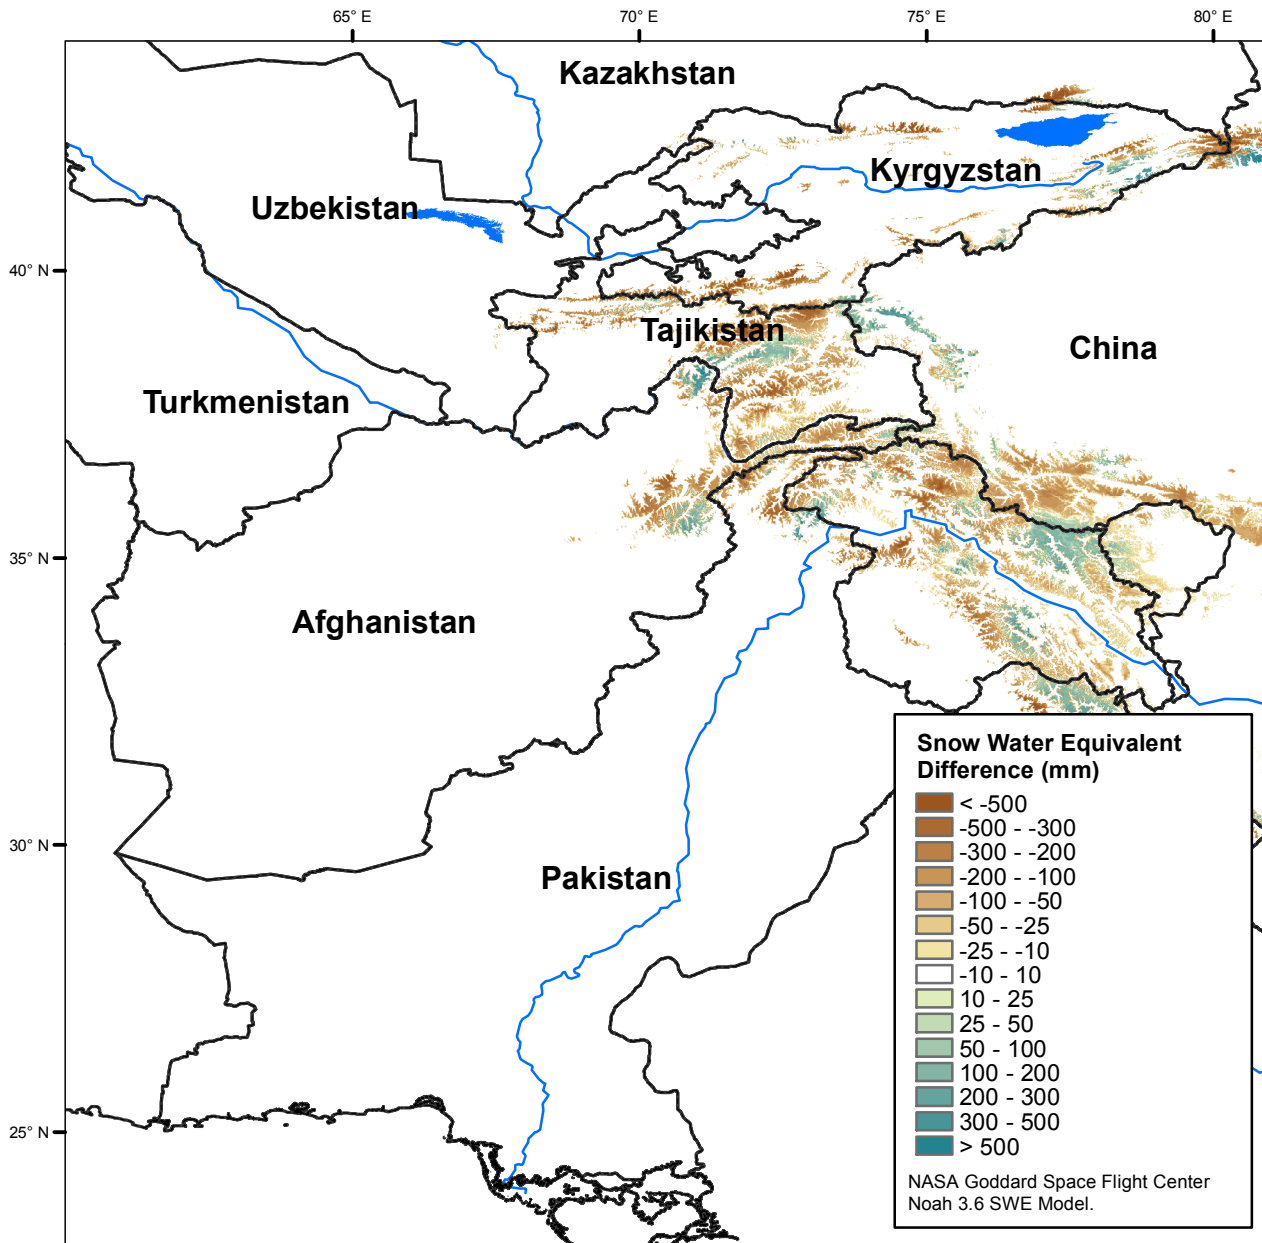 65° E
70° E
75° E
80° E
Kazakhstan
Kyrgyzstan
Uzbekistan
40° N
Tajikistan
China
Turkmenistan
35° N
Afghanistan
30° N
Pakistan
25° N
Snow Water Equivalent
Difference (mm)
< -500
-500 - -300
-300 - -200
-200 - -100
-100 - -50
-50 - -25
-25 - -10
-10 - 10
10 - 25
25 - 50
50 - 100
100 - 200
200 - 300
300 - 500
> 500
NASA Goddard Space Flight Center
Noah 3.6 SWE Model.